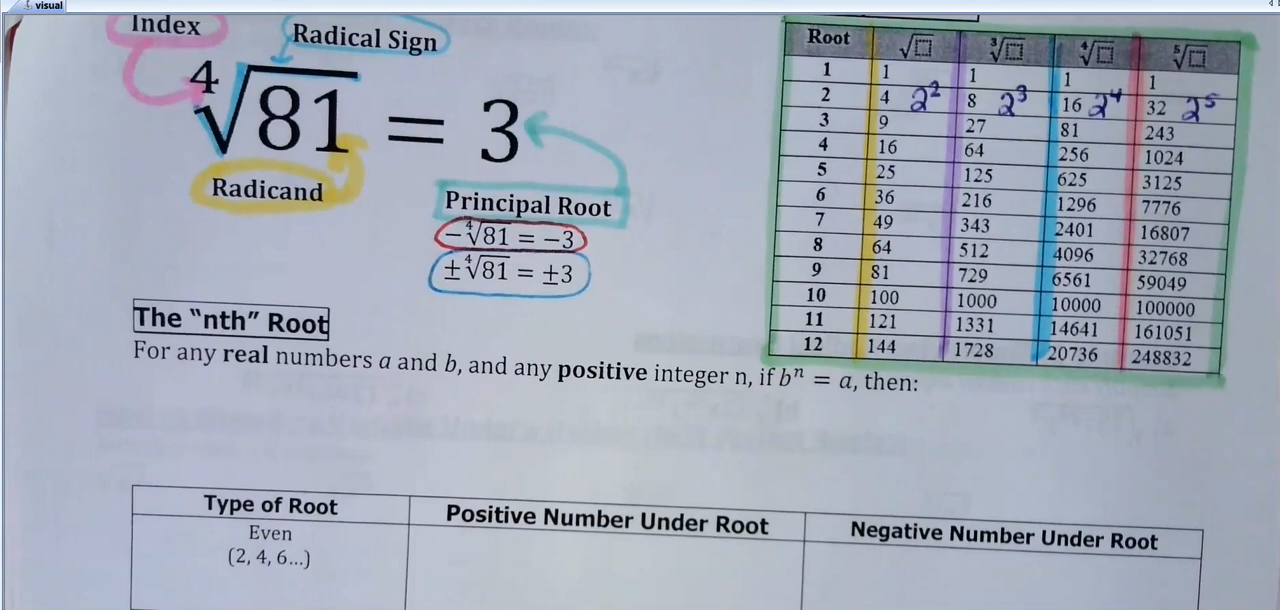 visual
Index
Radical Sign
⁴√81 = 3
Radicand
Principal Root
−⁴√81 = −3
±⁴√81 = ±3
The "nth" Root
For any real numbers a and b, and any positive integer n, if bⁿ = a, then:
Root √□ ³√□ ⁴√□ ⁵√□
1 1 1 1 1
2 4 2² 8 2³ 16 2⁴ 32 2⁵
3 9 27 81 243
4 16 64 256 1024
5 25 125 625 3125
6 36 216 1296 7776
7 49 343 2401 16807
8 64 512 4096 32768
9 81 729 6561 59049
10 100 1000 10000 100000
11 121 1331 14641 161051
12 144 1728 20736 248832
Type of Root Positive Number Under Root Negative Number Under Root
Even
(2, 4, 6...)